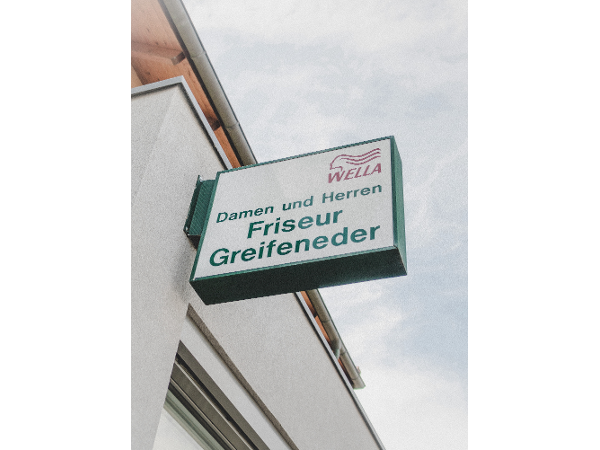 WELLA
Damen und Herren
Friseur
Greifeneder